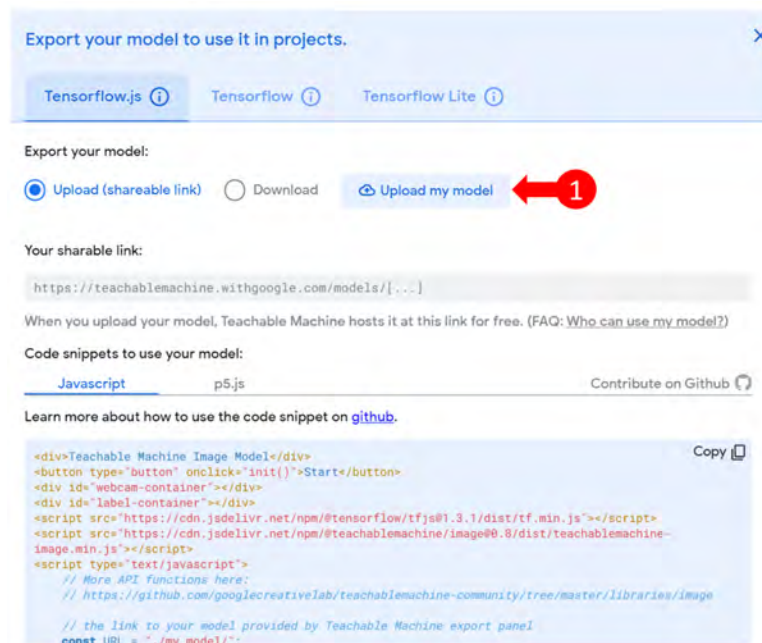 Export your model to use it in projects.
Tensorflow.js Tensorflow Tensorflow Lite
Export your model:
Upload (shareable link) Download Upload my model 1
Your sharable link:
https://teachablemachine.withgoogle.com/models/[...]
When you upload your model, Teachable Machine hosts it at this link for free. (FAQ: Who can use my model?)
Code snippets to use your model:
Javascript p5.js Contribute on Github
Learn more about how to use the code snippet on github.
Copy
<div>Teachable Machine Image Model</div>
<button type="button" onclick="init()">Start</button>
<div id="webcam-container"></div>
<div id="label-container"></div>
<script src="https://cdn.jsdelivr.net/npm/@tensorflow/tfjs@1.3.1/dist/tf.min.js"></script>
<script src="https://cdn.jsdelivr.net/npm/@teachablemachine/image@0.8/dist/teachablemachine-
image.min.js"></script>
<script type="text/javascript">
// More API functions here:
// https://github.com/googlecreativelab/teachablemachine-community/tree/master/libraries/image
// the link to your model provided by Teachable Machine export panel
const URL = "./my_model/";